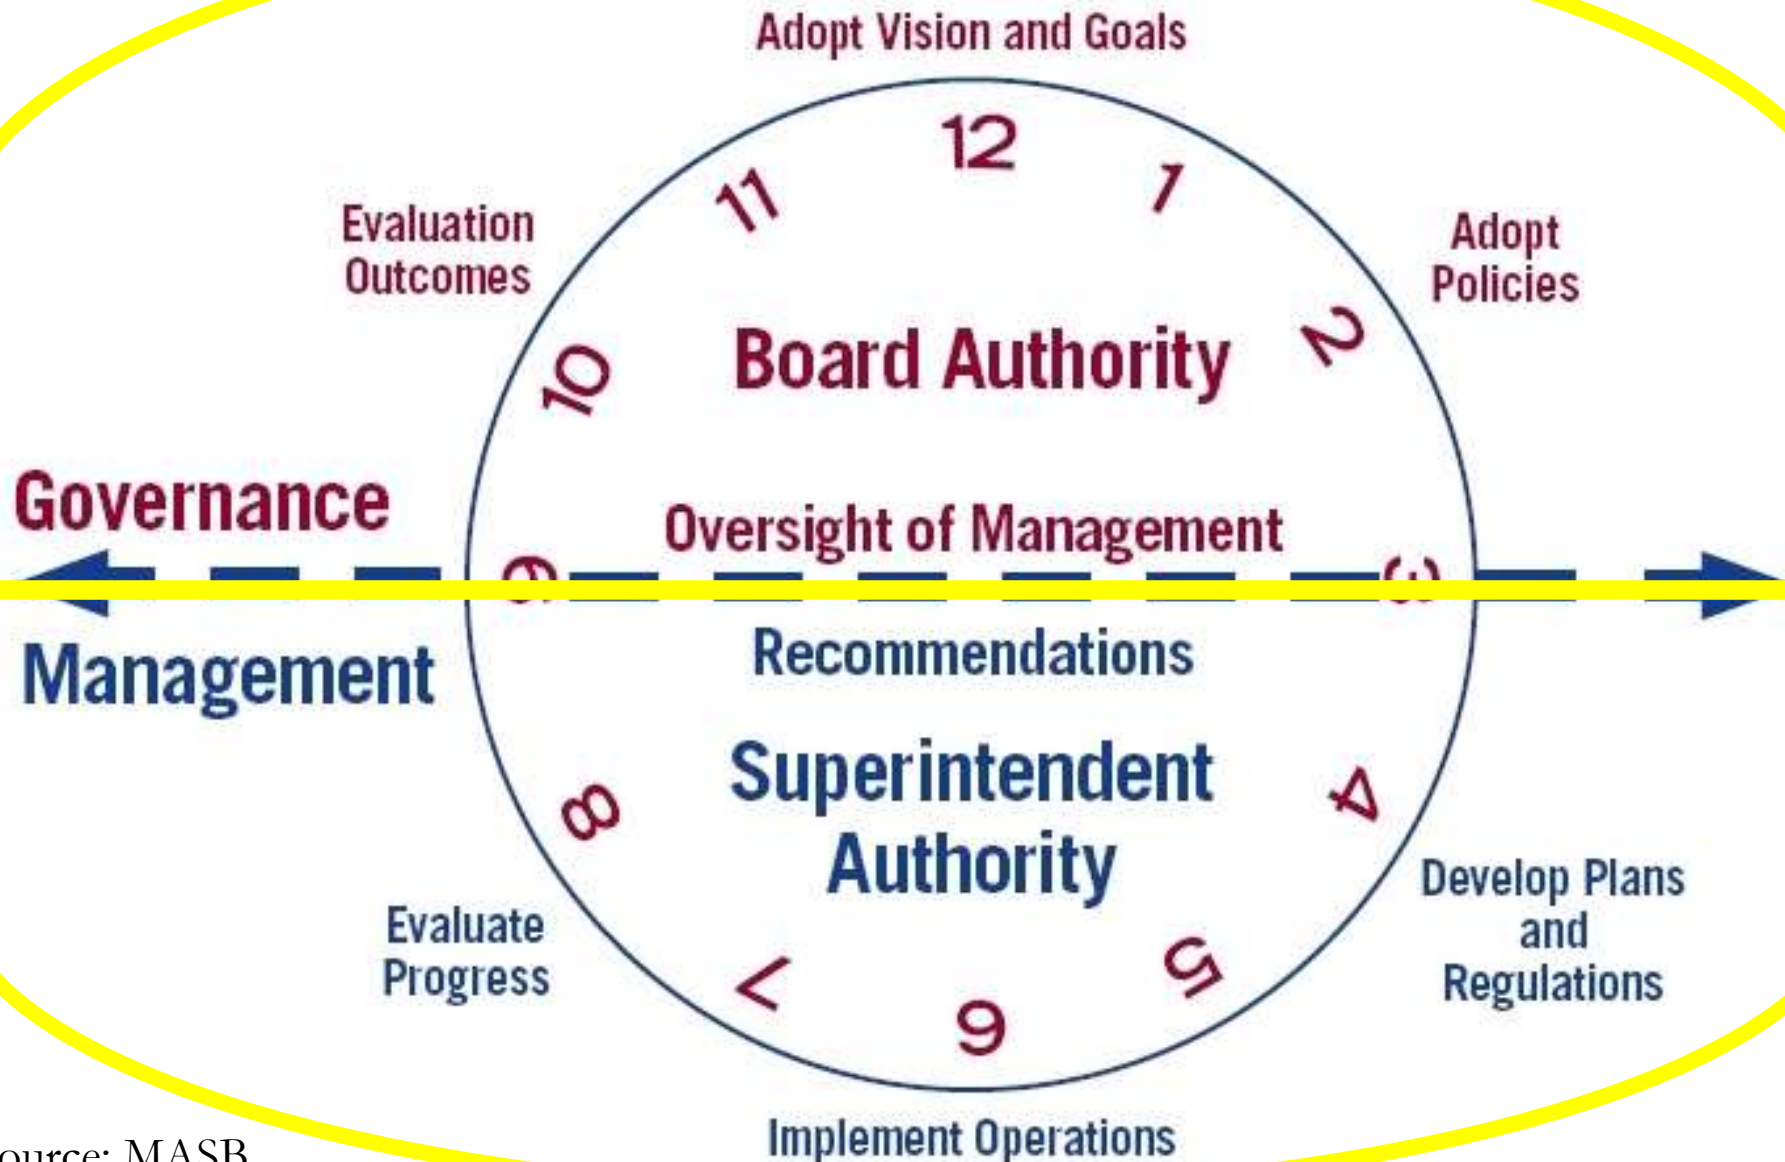 Adopt Vision and Goals
12
11
1
Evaluation
Outcomes
Adopt
Policies
10
2
Board Authority
Governance
Oversight of Management
9
3
Management
Recommendations
Superintendent
Authority
8
4
Evaluate
Progress
Develop Plans
and
Regulations
7
5
6
Implement Operations
ource: MASB